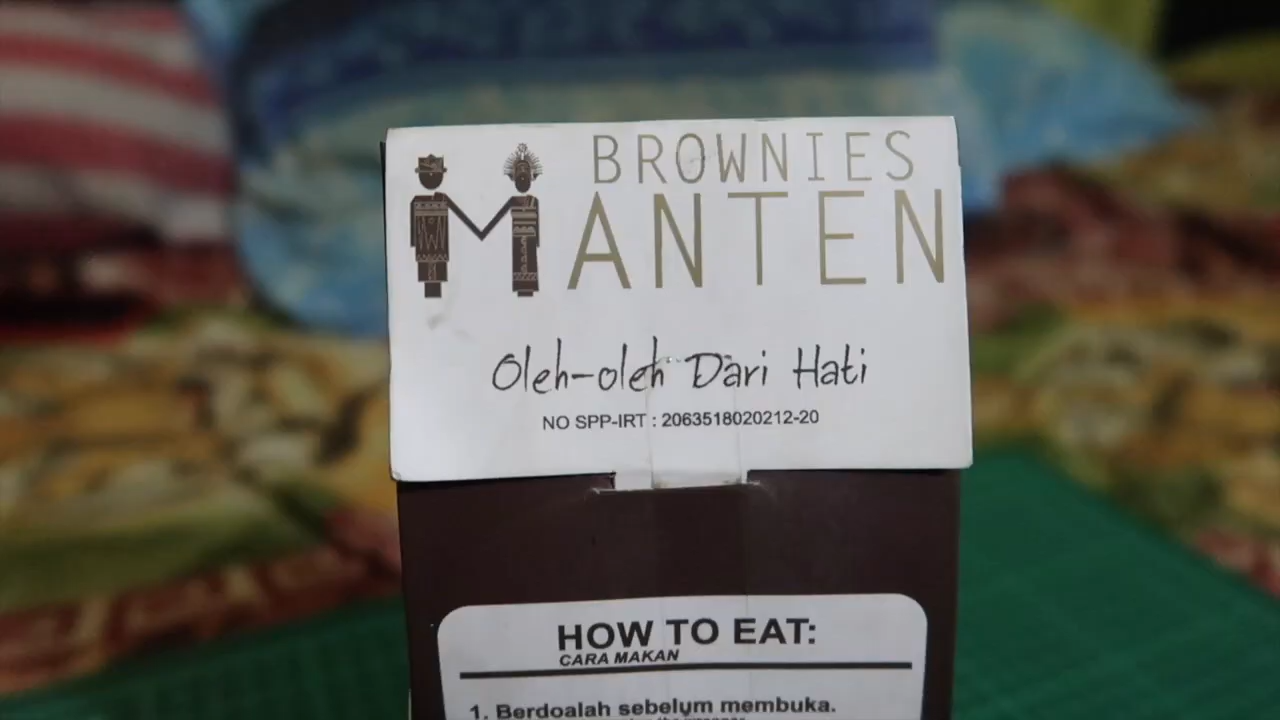 BROWNIES
MANTEN
Oleh-oleh Dari Hati
NO SPP-IRT : 2063518020212-20
HOW TO EAT:
CARA MAKAN
1. Berdoalah sebelum membuka.